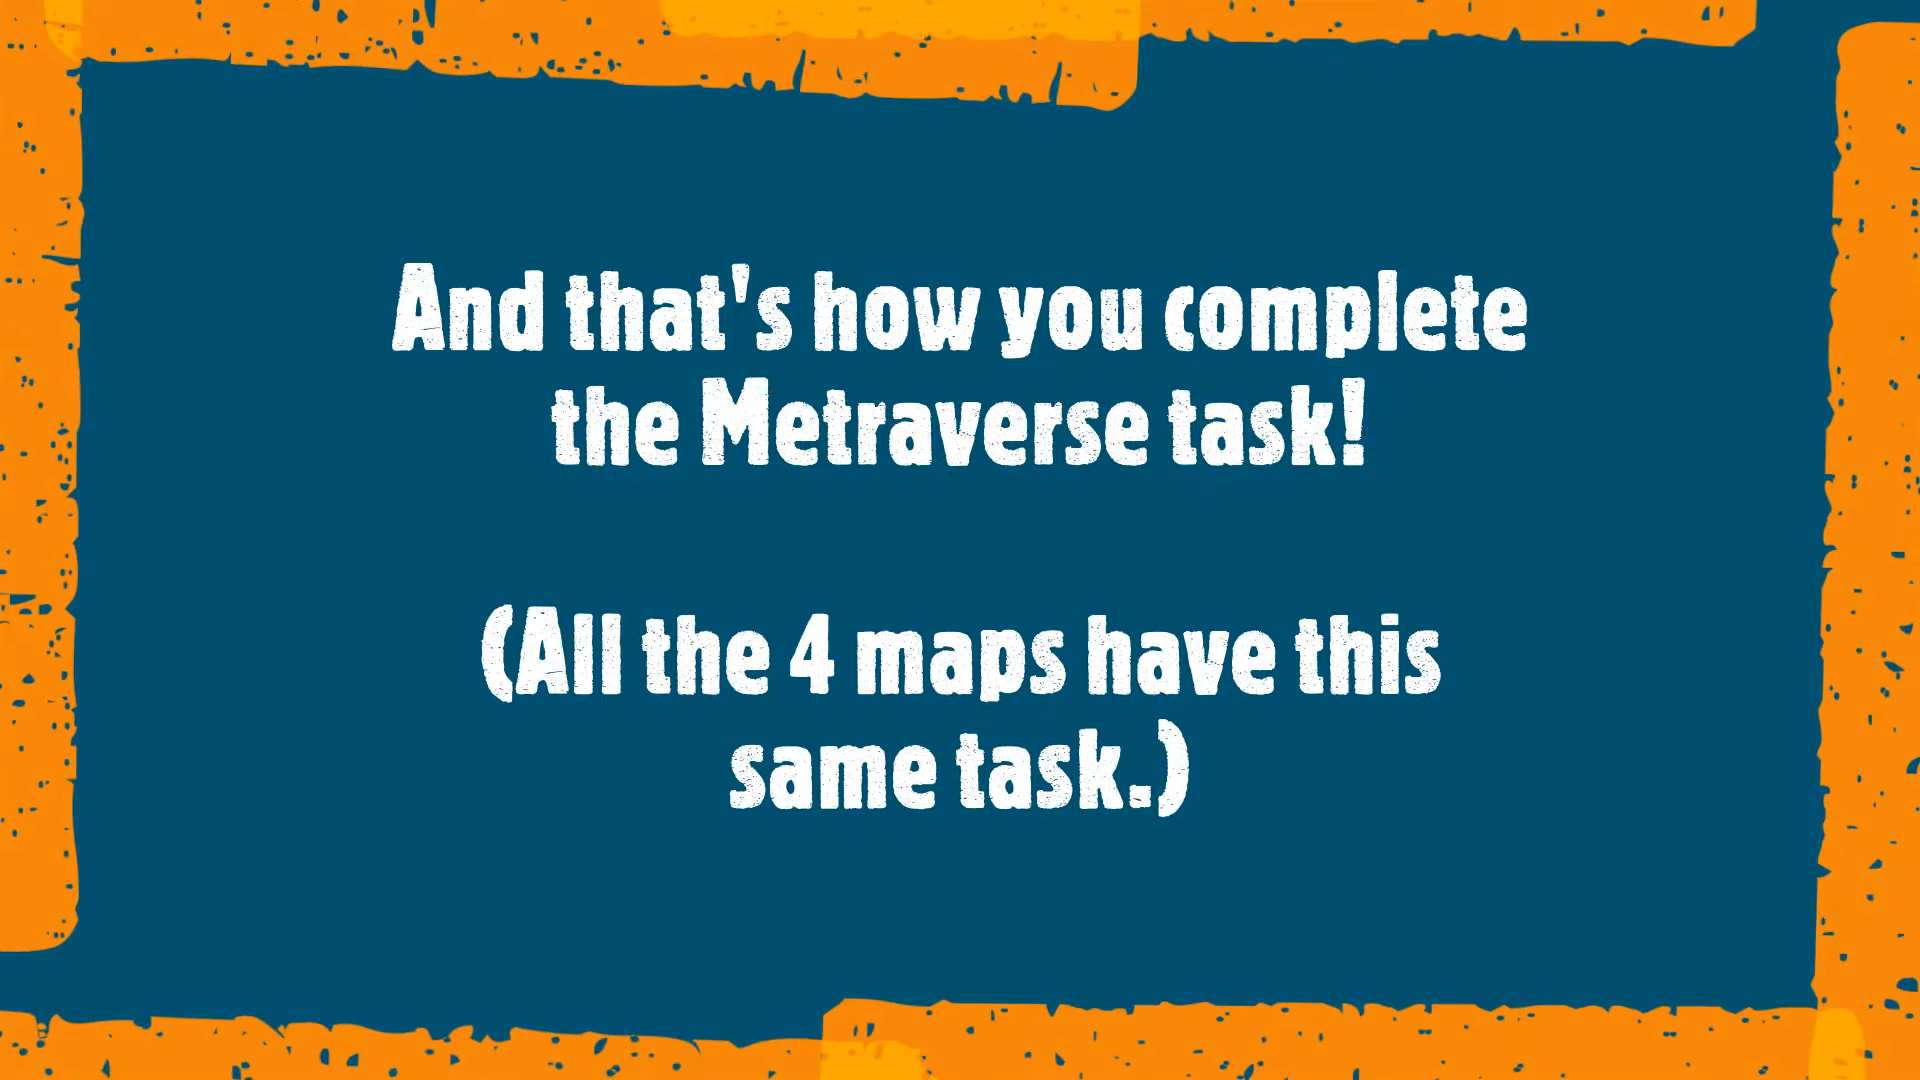 And that's how you complete
the Metraverse task!
(All the 4 maps have this
same task.)